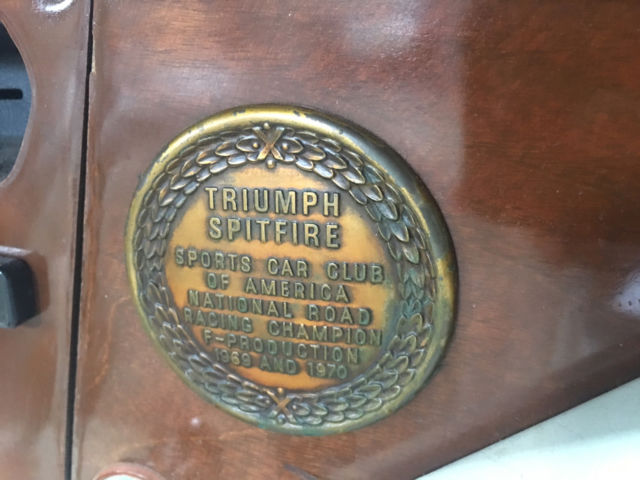 TRIUMPH
SPITFIRE
SPORTS CAR CLUB
OF AMERICA
NATIONAL ROAD
RACING CHAMPION
F-PRODUCTION
1969 AND 1970